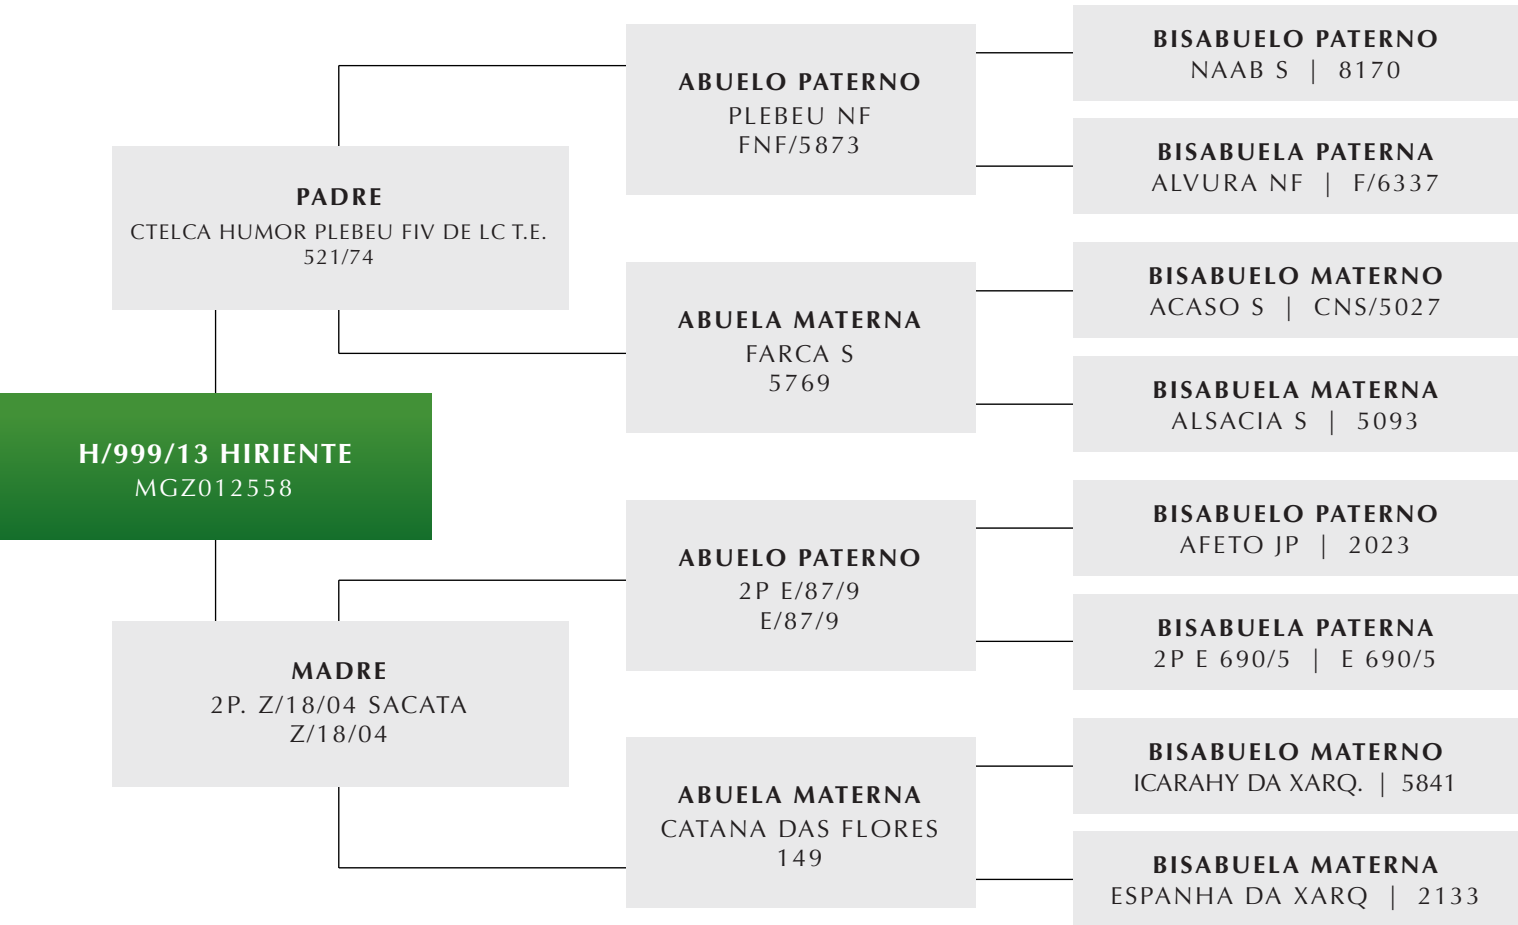 H/999/13 HIRIENTE
MGZ012558
PADRE
CTELCA HUMOR PLEBEU FIV DE LC T.E.
521/74
MADRE
2P. Z/18/04 SACATA
Z/18/04
ABUELO PATERNO
PLEBEU NF
FNF/5873
ABUELA MATERNA
FARCA S
5769
ABUELO PATERNO
2P E/87/9
E/87/9
ABUELA MATERNA
CATANA DAS FLORES
149
BISABUELO PATERNO
NAAB S | 8170
BISABUELA PATERNA
ALVURA NF | F/6337
BISABUELO MATERNO
ACASO S | CNS/5027
BISABUELA MATERNA
ALSACIA S | 5093
BISABUELO PATERNO
AFETO JP | 2023
BISABUELA PATERNA
2P E 690/5 | E 690/5
BISABUELO MATERNO
ICARAHY DA XARQ. | 5841
BISABUELA MATERNA
ESPANHA DA XARQ | 2133